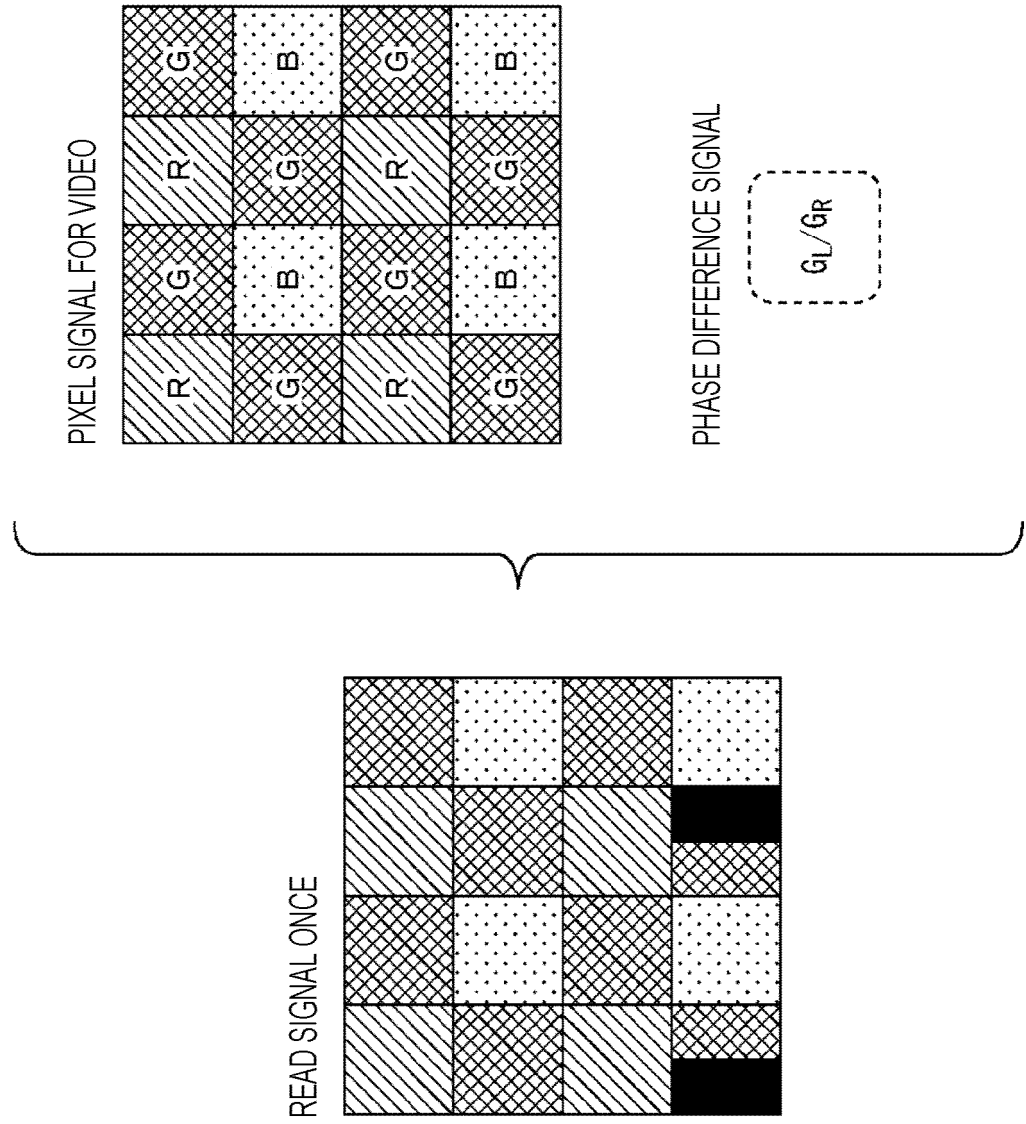 READ SIGNAL ONCE
PIXEL SIGNAL FOR VIDEO
R G R G
G B G B
R G R G
G B G B
PHASE DIFFERENCE SIGNAL
GL/GR